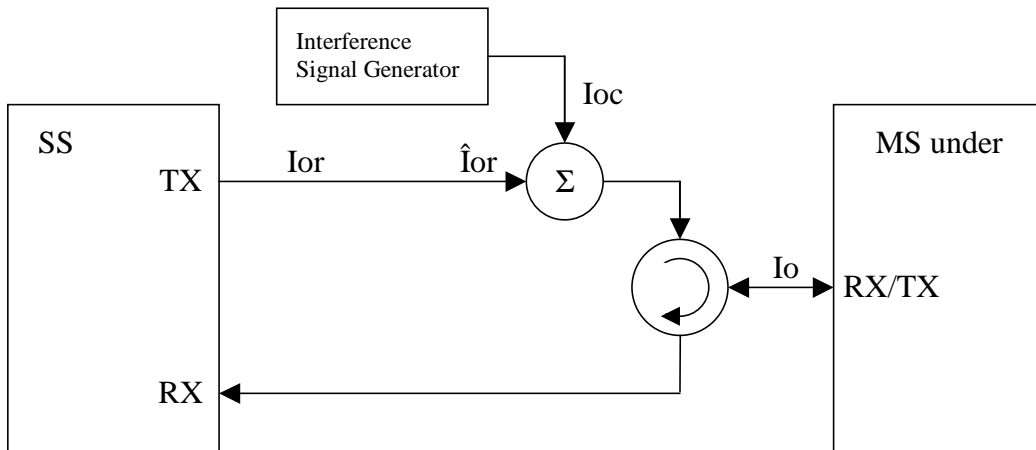 Interference
Signal Generator
Ioc
SS
MS under
TX
Ior
Îor
Σ
Io
RX/TX
RX